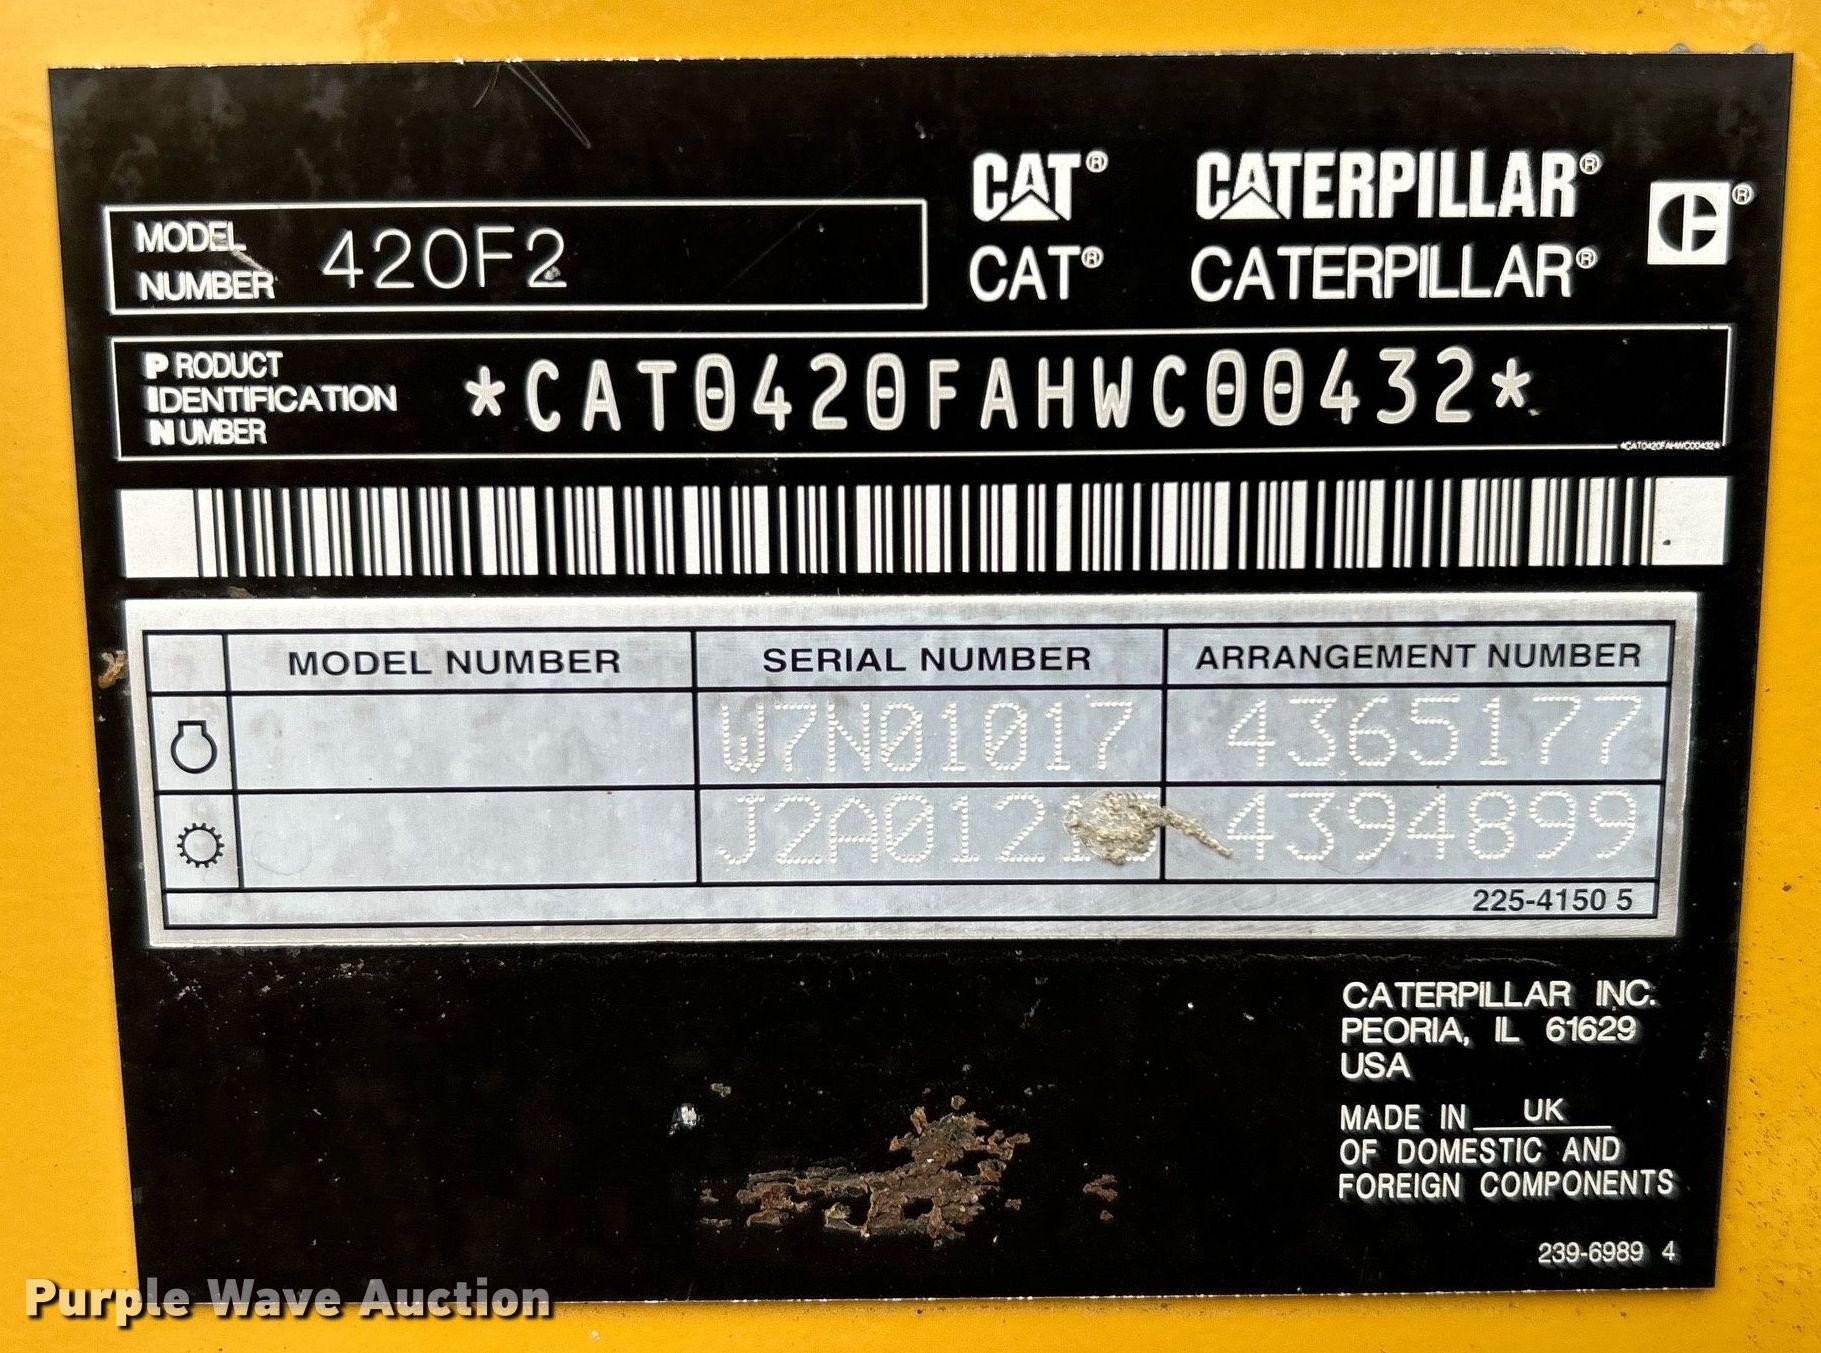 CAT® CATERPILLAR® ®
MODEL NUMBER 420F2
CAT® CATERPILLAR®
PRODUCT IDENTIFICATION NUMBER *CAT0420FAHWC00432*
*CAT0420FAHWC00432*
MODEL NUMBER SERIAL NUMBER ARRANGEMENT NUMBER
W7N01017 4365177
4394899
225-4150 5
CATERPILLAR INC.
PEORIA, IL 61629
USA
MADE IN UK
OF DOMESTIC AND
FOREIGN COMPONENTS
239-6989 4
Purple Wave Auction